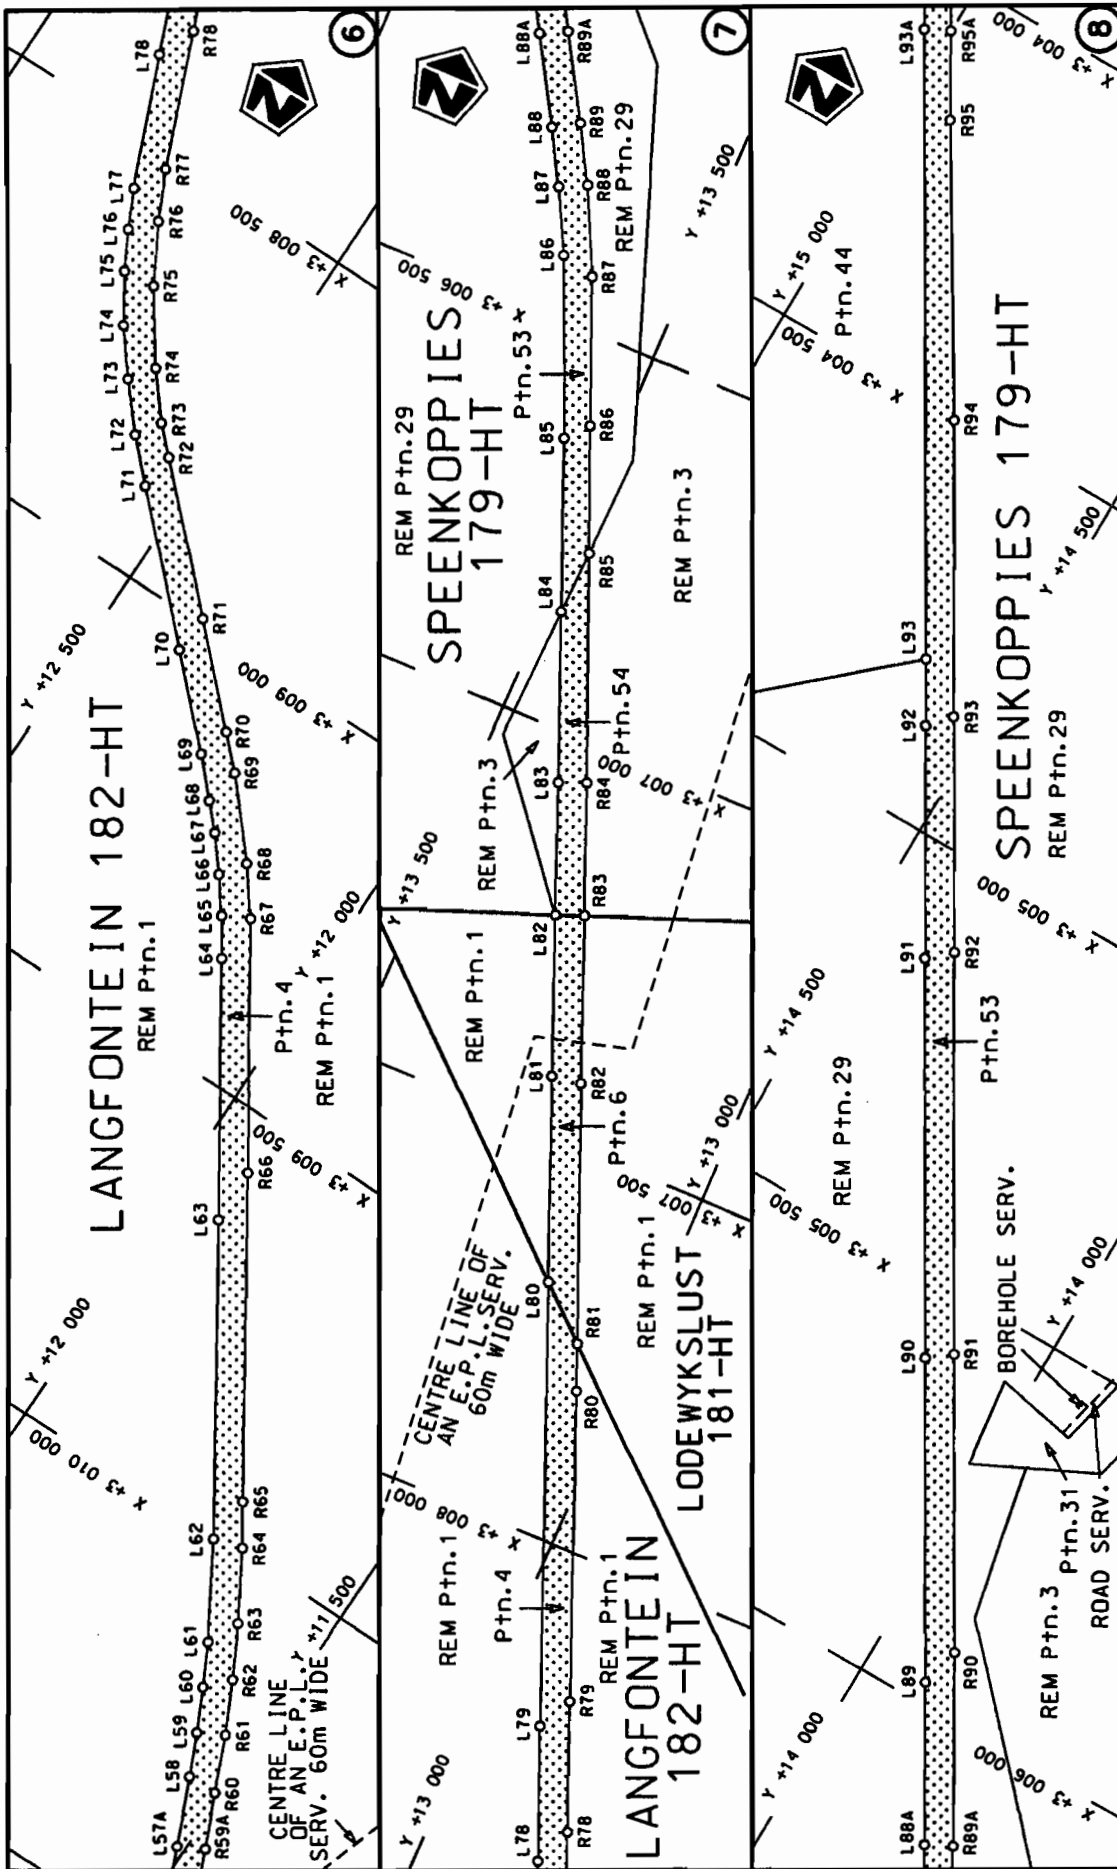 LANGFONTEIN 182-HT
REM Ptn.1
L57A
L58
L59
L60
L61
L62
L63
L64
L65
L66
L67
L68
L69
L70
L71
L72
L73
L74
L75
L76
L77
L78
R59A
R60
R61
R62
R63
R64
R65
R66
R67
R68
R69
R70
R71
R72
R73
R74
R75
R76
R77
R78
Y +12 000
X +3 010 000
CENTRE LINE
OF AN E.P.L.
SERV. 60m WIDE
Y +11 500
X +3 009 500
Ptn.4
REM Ptn.1
Y +12 000
X +3 009 000
Y +12 500
X +3 008 500
N
6
Y +13 000
REM Ptn.1
X +3 008 000
CENTRE LINE OF
AN E.P.L.SERV.
60m WIDE
REM Ptn.1
Y +13 500
REM Ptn.3
REM Ptn.29
SPEENKOPPIES
179-HT
X +3 006 500
Ptn.53
L78
L79
L80
L81
L82
L83
L84
L85
L86
L87
L88
L88A
R78
R79
R80
R81
R82
R83
R84
R85
R86
R87
R88
R89
R89A
Ptn.4
LANGFONTEIN
182-HT
REM Ptn.1
LODEWYKSLUST
181-HT
REM Ptn.1
Ptn.6
X +3 007 500
Y +13 000
Ptn.54
X +3 007 000
REM Ptn.3
REM Ptn.29
Y +13 500
N
7
Y +14 000
REM Ptn.29
X +3 005 500
Y +14 500
Y +15 000
X +3 004 500
Ptn.44
L88A
L89
L90
L91
L92
L93
L93A
R89A
R90
R91
R92
R93
R94
R95
R95A
X +3 006 000
REM Ptn.3
Ptn.31
ROAD SERV.
BOREHOLE SERV.
Y +14 000
Ptn.53
X +3 005 000
SPEENKOPPIES 179-HT
REM Ptn.29
Y +14 500
X +3 004 000
N
8